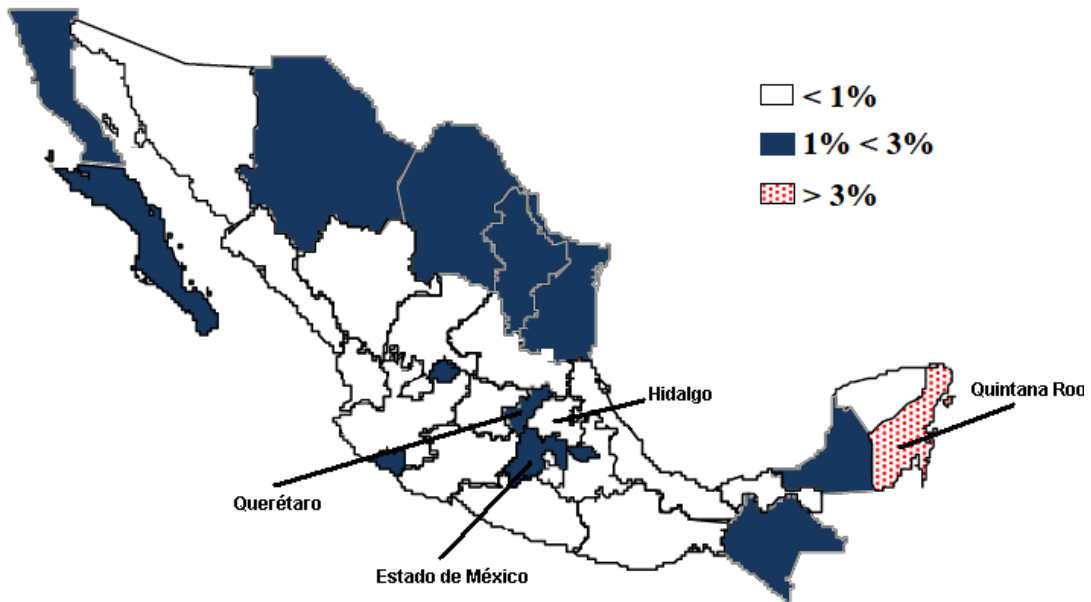 < 1%
1% < 3%
> 3%
Hidalgo
Quintana Roo
Querétaro
Estado de México